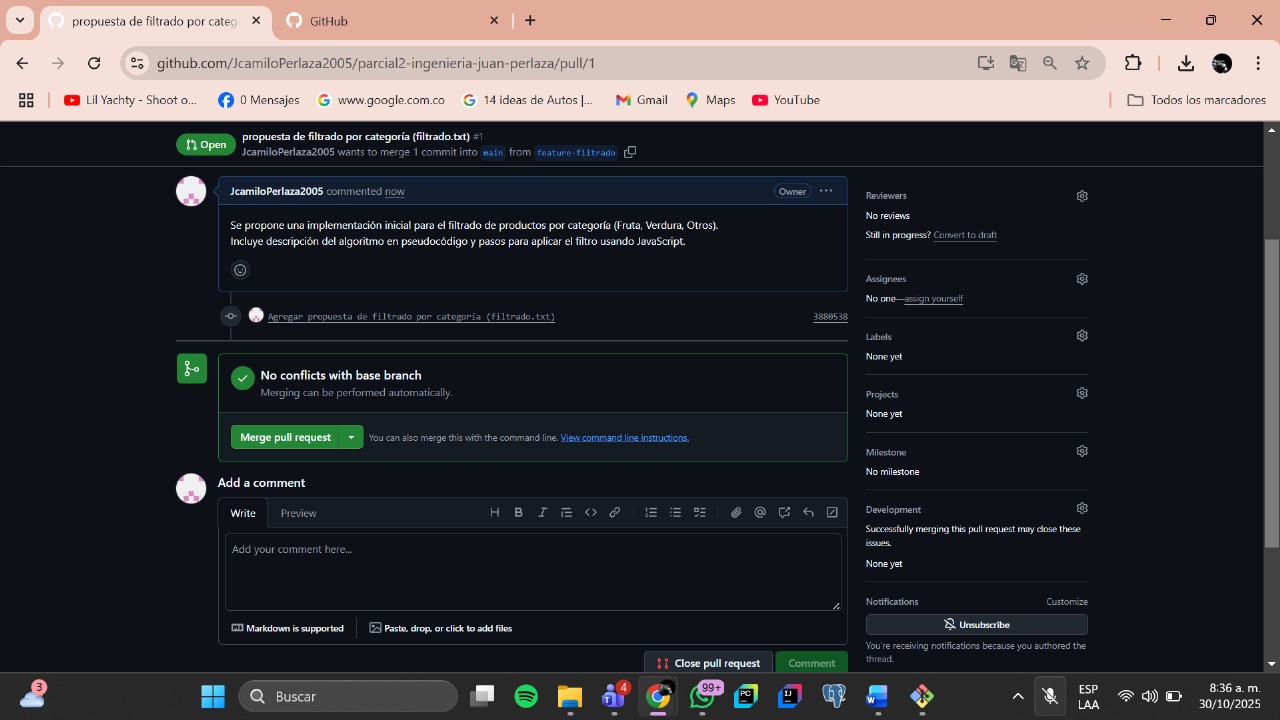 propuesta de filtrado por categ
GitHub
github.com/JcamiloPerlaza2005/parcial2-ingenieria-juan-perlaza/pull/1
Lil Yachty - Shoot o...
0 Mensajes
www.google.com.co
14 ideas de Autos |...
Gmail
Maps
YouTube
Todos los marcadores
Open
propuesta de filtrado por categoría (filtrado.txt) #1
JcamiloPerlaza2005 wants to merge 1 commit into main from feature-filtrado
JcamiloPerlaza2005 commented now
Owner
Se propone una implementación inicial para el filtrado de productos por categoría (Fruta, Verdura, Otros).
Incluye descripción del algoritmo en pseudocódigo y pasos para aplicar el filtro usando JavaScript.
Agregar propuesta de filtrado por categoría (filtrado.txt)
3880538
No conflicts with base branch
Merging can be performed automatically.
Merge pull request
You can also merge this with the command line. View command line instructions.
Add a comment
Write
Preview
Add your comment here...
Markdown is supported
Paste, drop, or click to add files
Close pull request
Comment
Reviewers
No reviews
Still in progress? Convert to draft
Assignees
No one—assign yourself
Labels
None yet
Projects
None yet
Milestone
No milestone
Development
Successfully merging this pull request may close these
issues.
None yet
Notifications
Customize
Unsubscribe
You're receiving notifications because you authored the
thread.
3
Buscar
4
99+
PC
IJ
ESP
LAA
8:36 a. m.
30/10/2025